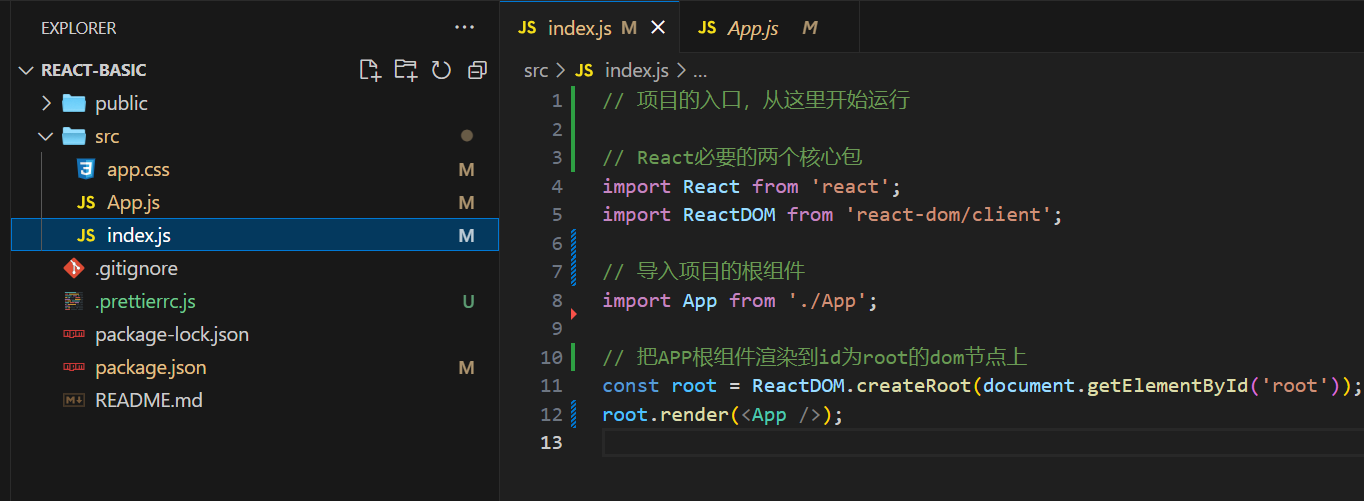 EXPLORER
REACT-BASIC
public
src
app.css M
App.js M
index.js M
.gitignore
.prettierrc.js U
package-lock.json
package.json M
README.md
JS index.js M JS App.js M
src > JS index.js > ...
1 // 项目的入口，从这里开始运行
2
3 // React必要的两个核心包
4 import React from 'react';
5 import ReactDOM from 'react-dom/client';
6
7 // 导入项目的根组件
8 import App from './App';
9
10 // 把APP根组件渲染到id为root的dom节点上
11 const root = ReactDOM.createRoot(document.getElementById('root'));
12 root.render(<App />);
13